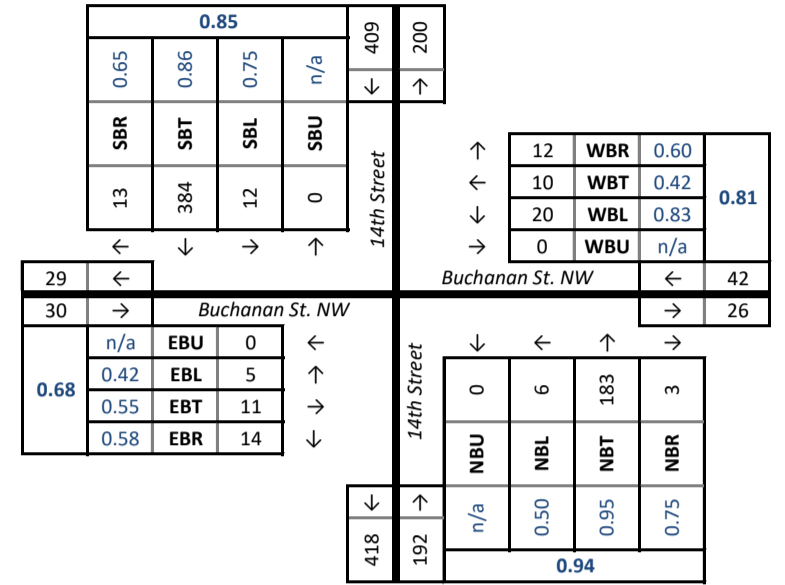 0.85
409
200
0.65
0.86
0.75
n/a
SBR
SBT
SBL
SBU
13
384
12
0
← ↓ → ↑
↓ ↑
14th Street
↑ 12 WBR 0.60
← 10 WBT 0.42
↓ 20 WBL 0.83
→ 0 WBU n/a
0.81
29 ←
Buchanan St. NW
← 42
30 →
Buchanan St. NW
→ 26
0.68
n/a EBU 0 ←
0.42 EBL 5 ↑
0.55 EBT 11 →
0.58 EBR 14 ↓
14th Street
↓ ← ↑ →
0
6
183
3
NBU
NBL
NBT
NBR
↓ ↑
n/a
0.50
0.95
0.75
418
192
0.94